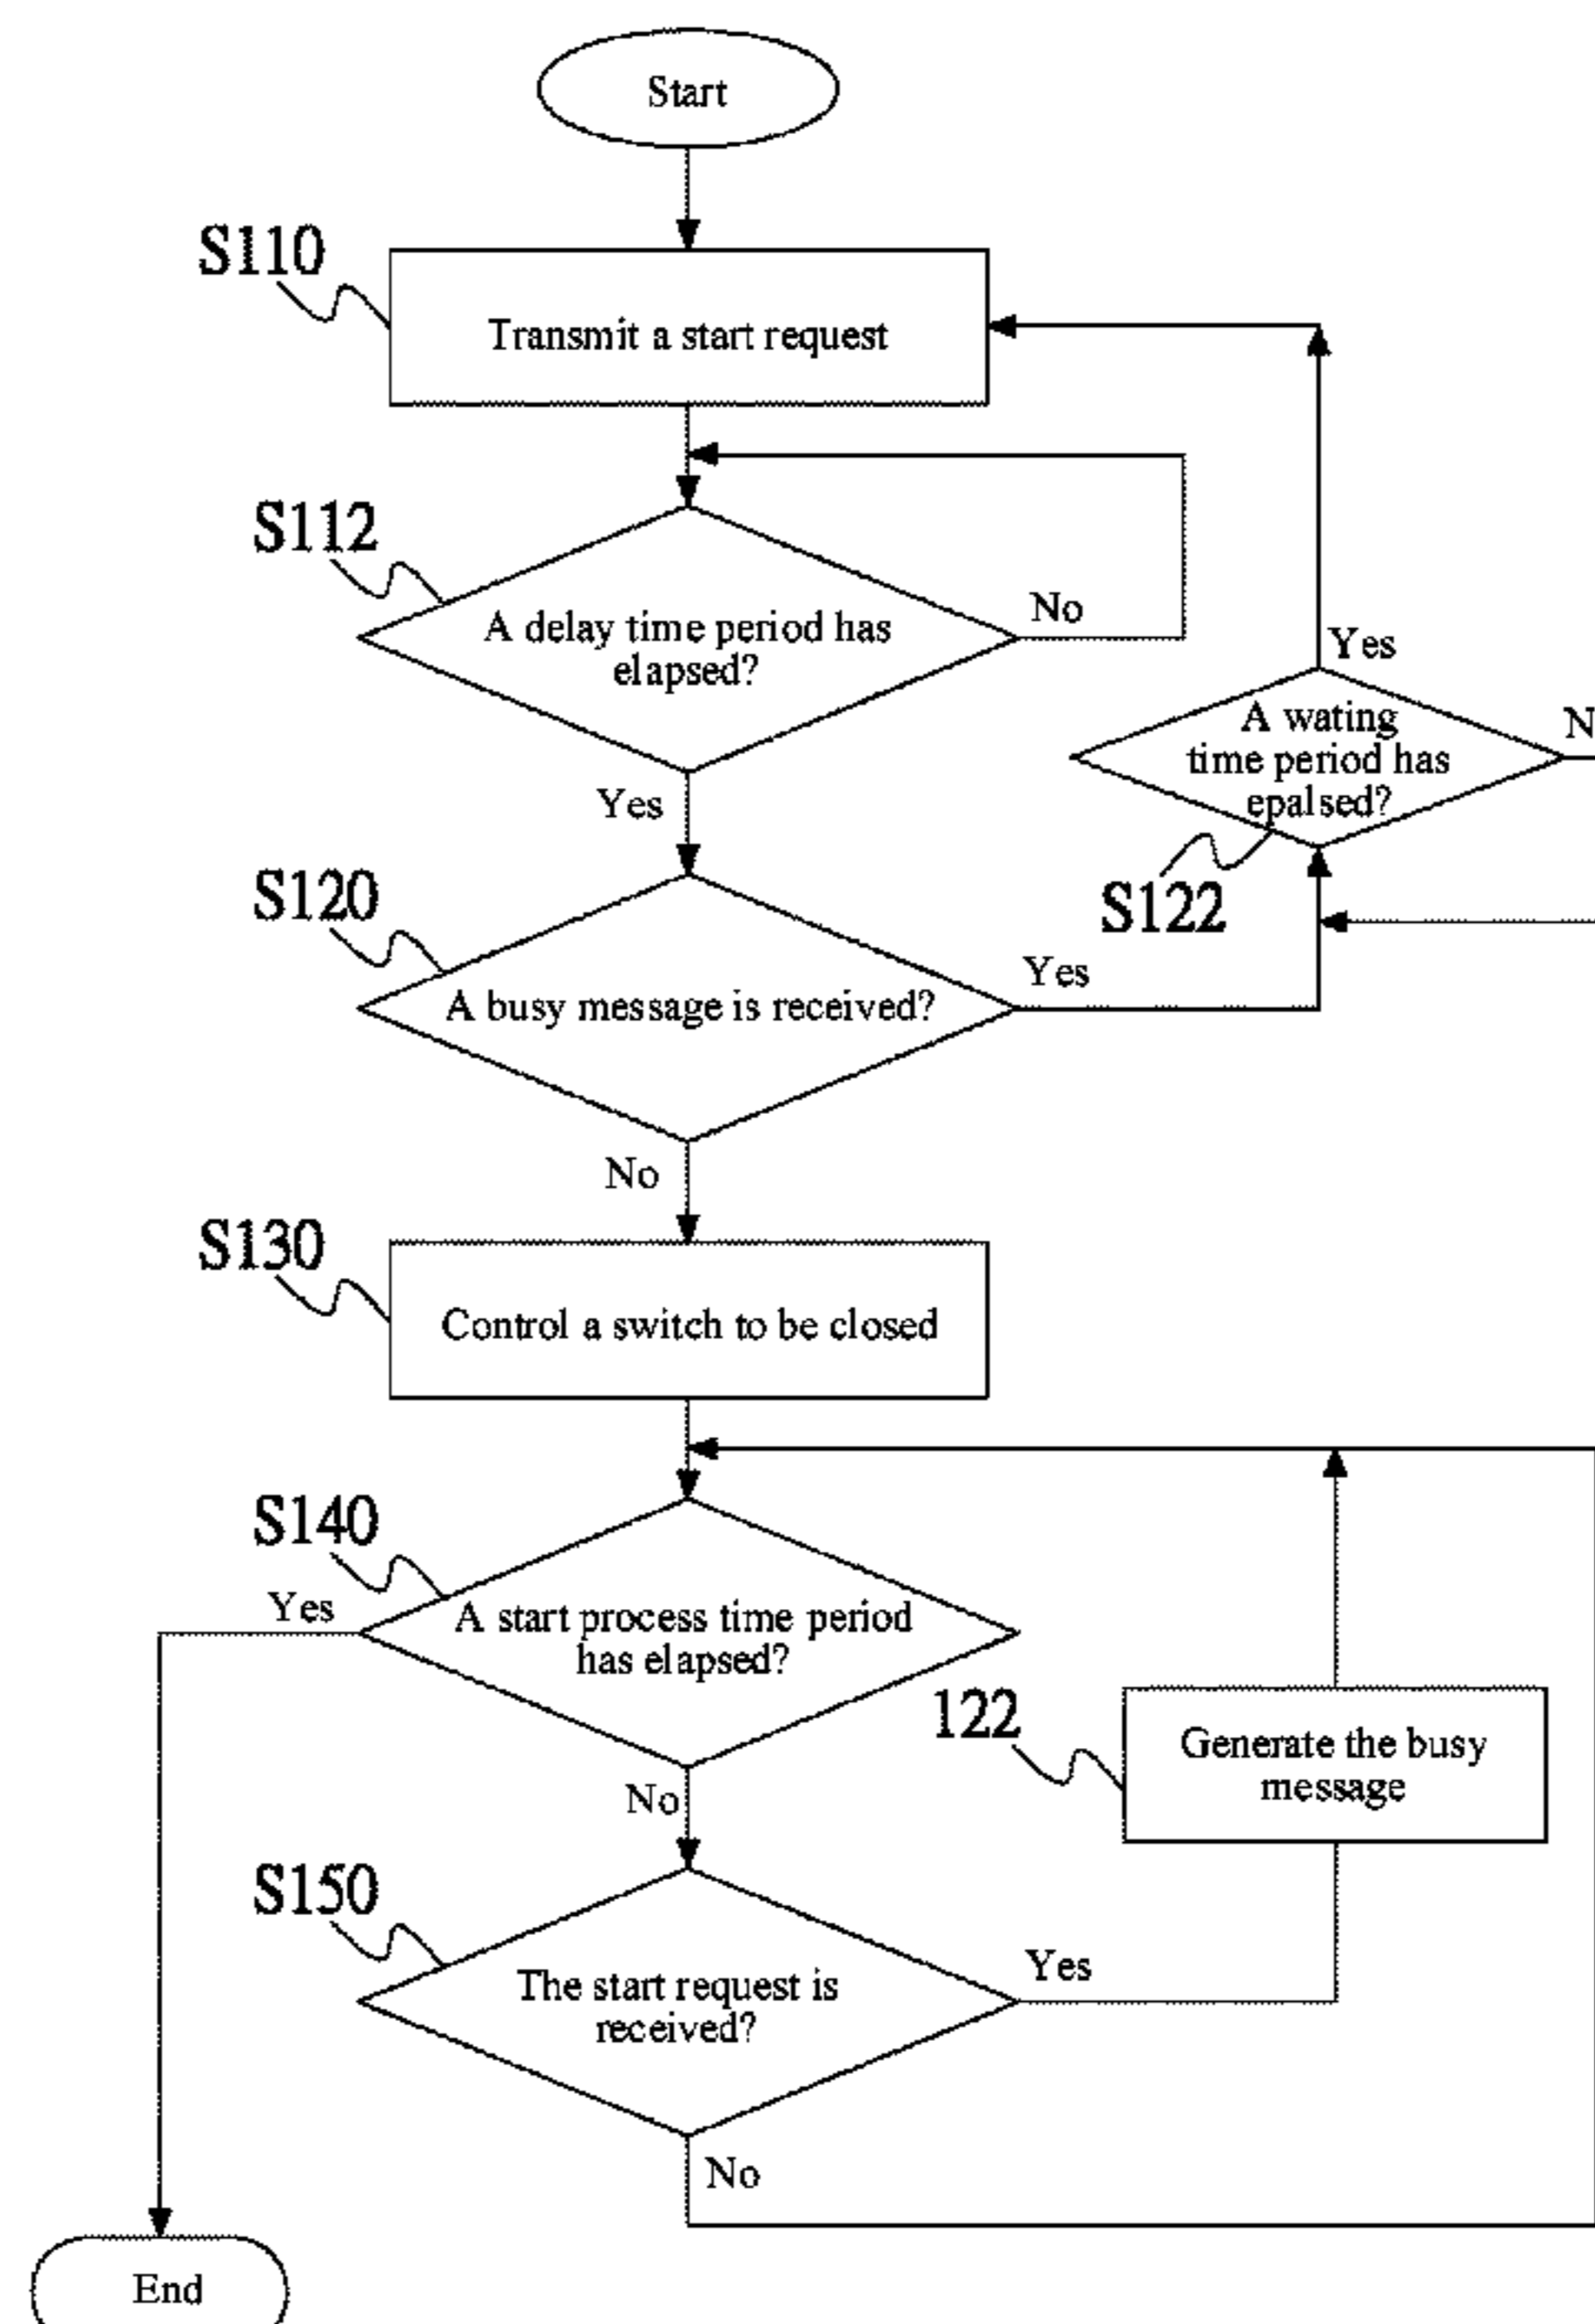 Start
S110
Transmit a start request
S112
A delay time period has
elapsed?
No
Yes
Yes
A wating
time period has
epalsed?
N
S122
S120
A busy message is received?
Yes
No
S130
Control a switch to be closed
S140
Yes
A start process time period
has elapsed?
No
122
Generate the busy
message
S150
The start request is
received?
Yes
No
End